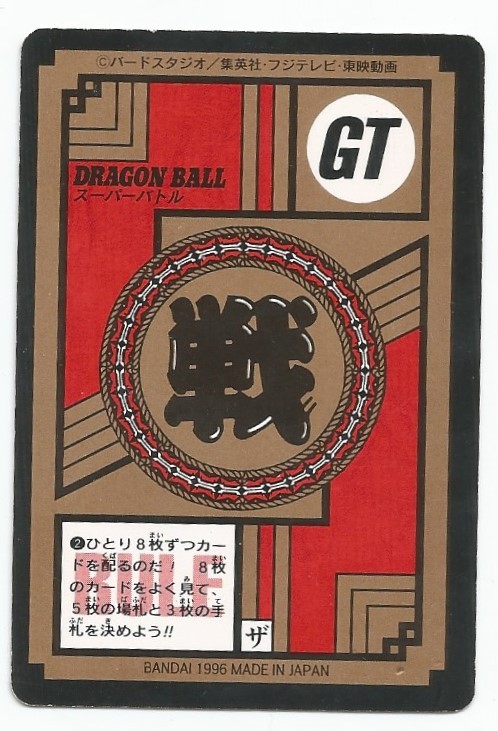 ©バードスタジオ／集英社・フジテレビ・東映動画
GT
DRAGON BALL
スーパーバトル
戦
RULE
❷ひとり8枚ずつカー
ドを配るのだ！ 8枚
のカードをよく見て、
5枚の場札と3枚の手
札を決めよう!!
ザ
BANDAI 1996 MADE IN JAPAN